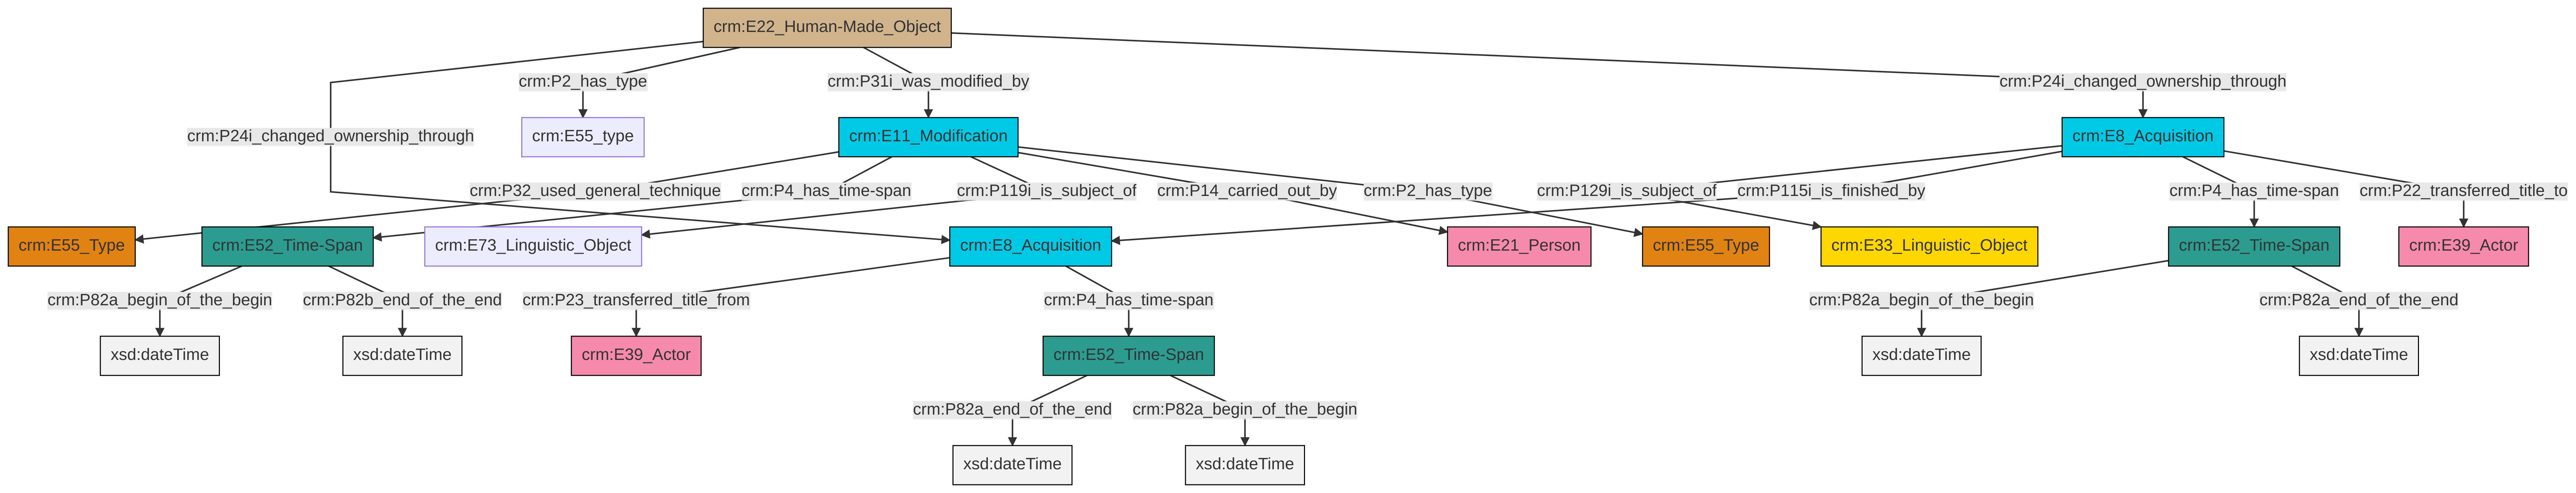 crm:E22_Human-Made_Object
crm:P2_has_type
crm:P31i_was_modified_by
crm:P24i_changed_ownership_through
crm:P24i_changed_ownership_through
crm:E55_type
crm:E11_Modification
crm:E8_Acquisition
crm:P32_used_general_technique
crm:P4_has_time-span
crm:P119i_is_subject_of
crm:P14_carried_out_by
crm:P2_has_type
crm:P129i_is_subject_of
crm:P115i_is_finished_by
crm:P4_has_time-span
crm:P22_transferred_title_to
crm:E55_Type
crm:E52_Time-Span
crm:E73_Linguistic_Object
crm:E8_Acquisition
crm:E21_Person
crm:E55_Type
crm:E33_Linguistic_Object
crm:E52_Time-Span
crm:E39_Actor
crm:P82a_begin_of_the_begin
crm:P82b_end_of_the_end
crm:P23_transferred_title_from
crm:P4_has_time-span
crm:P82a_begin_of_the_begin
crm:P82a_end_of_the_end
xsd:dateTime
xsd:dateTime
crm:E39_Actor
crm:E52_Time-Span
xsd:dateTime
xsd:dateTime
crm:P82a_end_of_the_end
crm:P82a_begin_of_the_begin
xsd:dateTime
xsd:dateTime